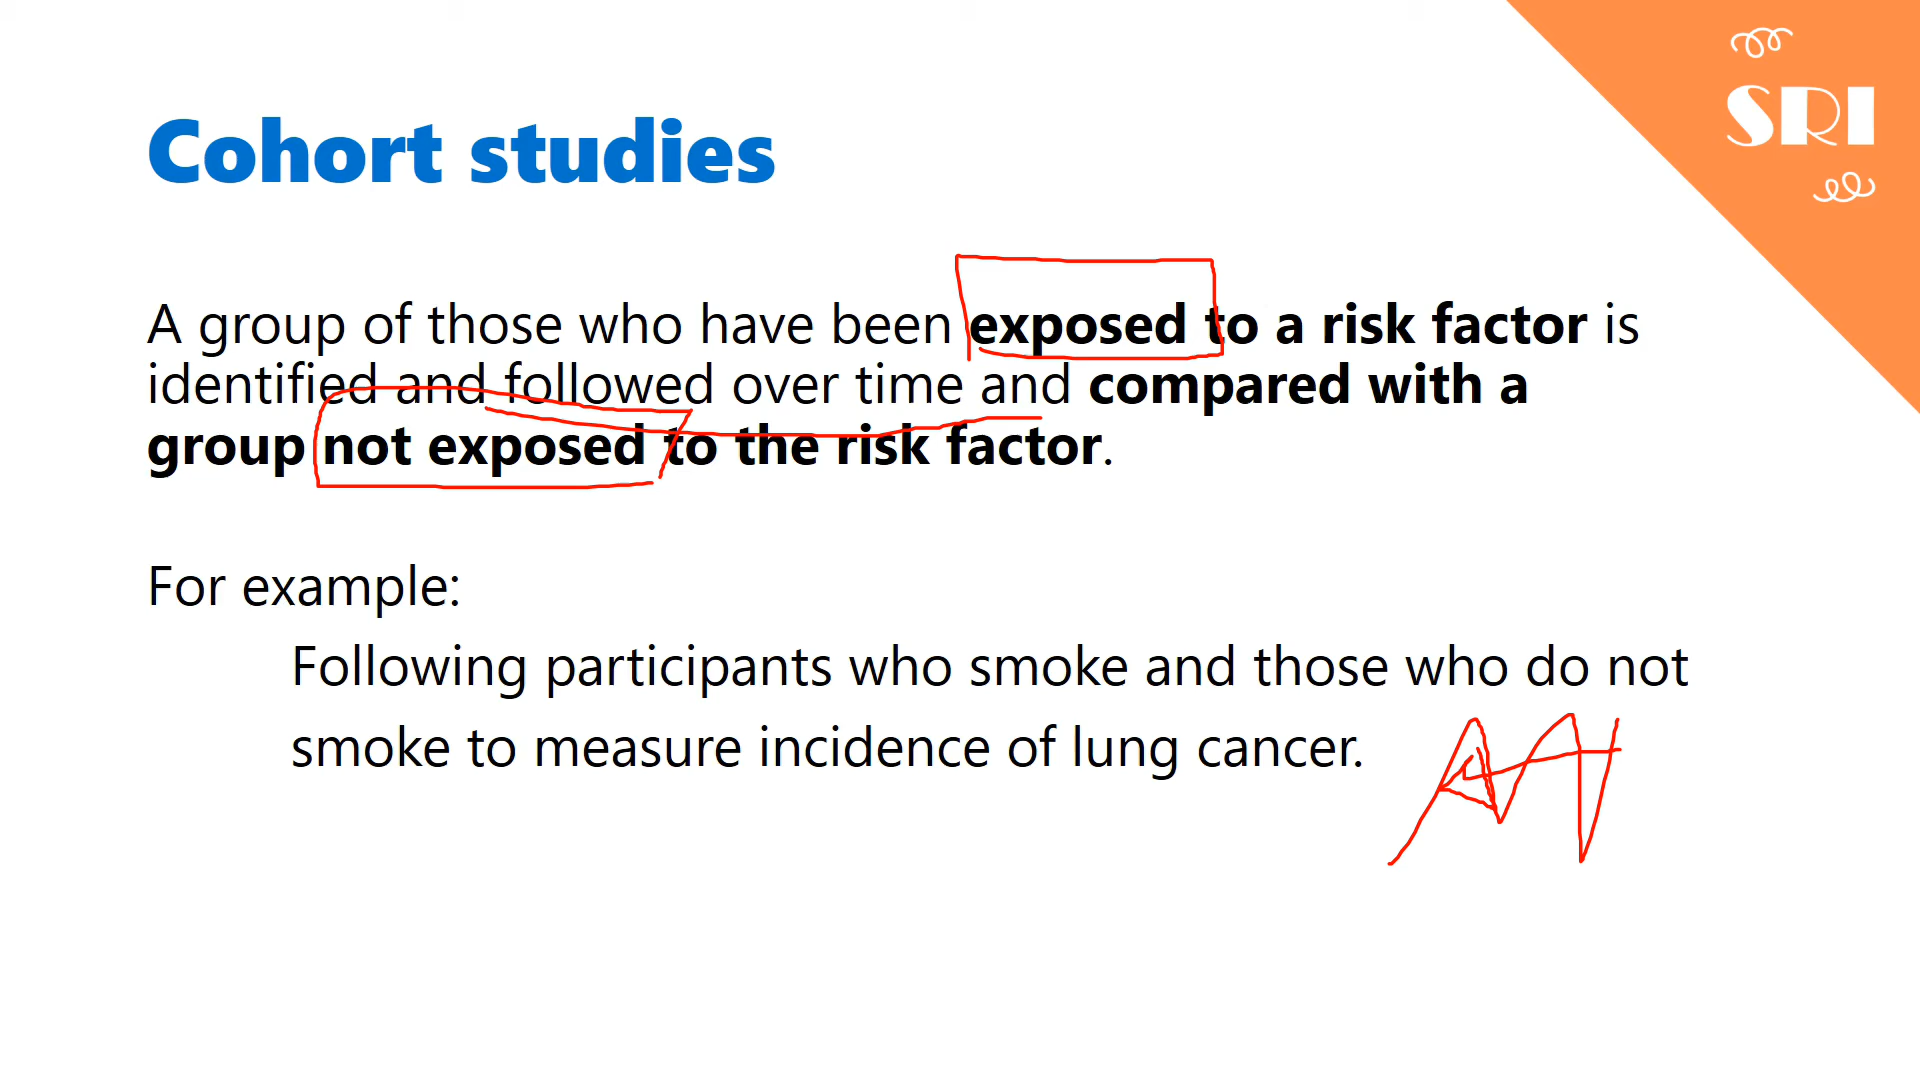 SRI
Cohort studies
A group of those who have been exposed to a risk factor is
identified and followed over time and compared with a
group not exposed to the risk factor.
For example:
Following participants who smoke and those who do not
smoke to measure incidence of lung cancer.